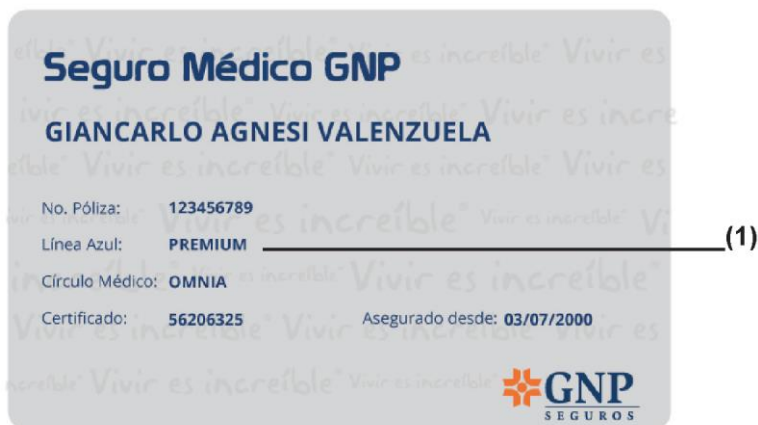 Seguro Médico GNP
GIANCARLO AGNESI VALENZUELA
No. Póliza: 123456789
Línea Azul: PREMIUM (1)
Círculo Médico: OMNIA
Certificado: 56206325 Asegurado desde: 03/07/2000
GNP
SEGUROS